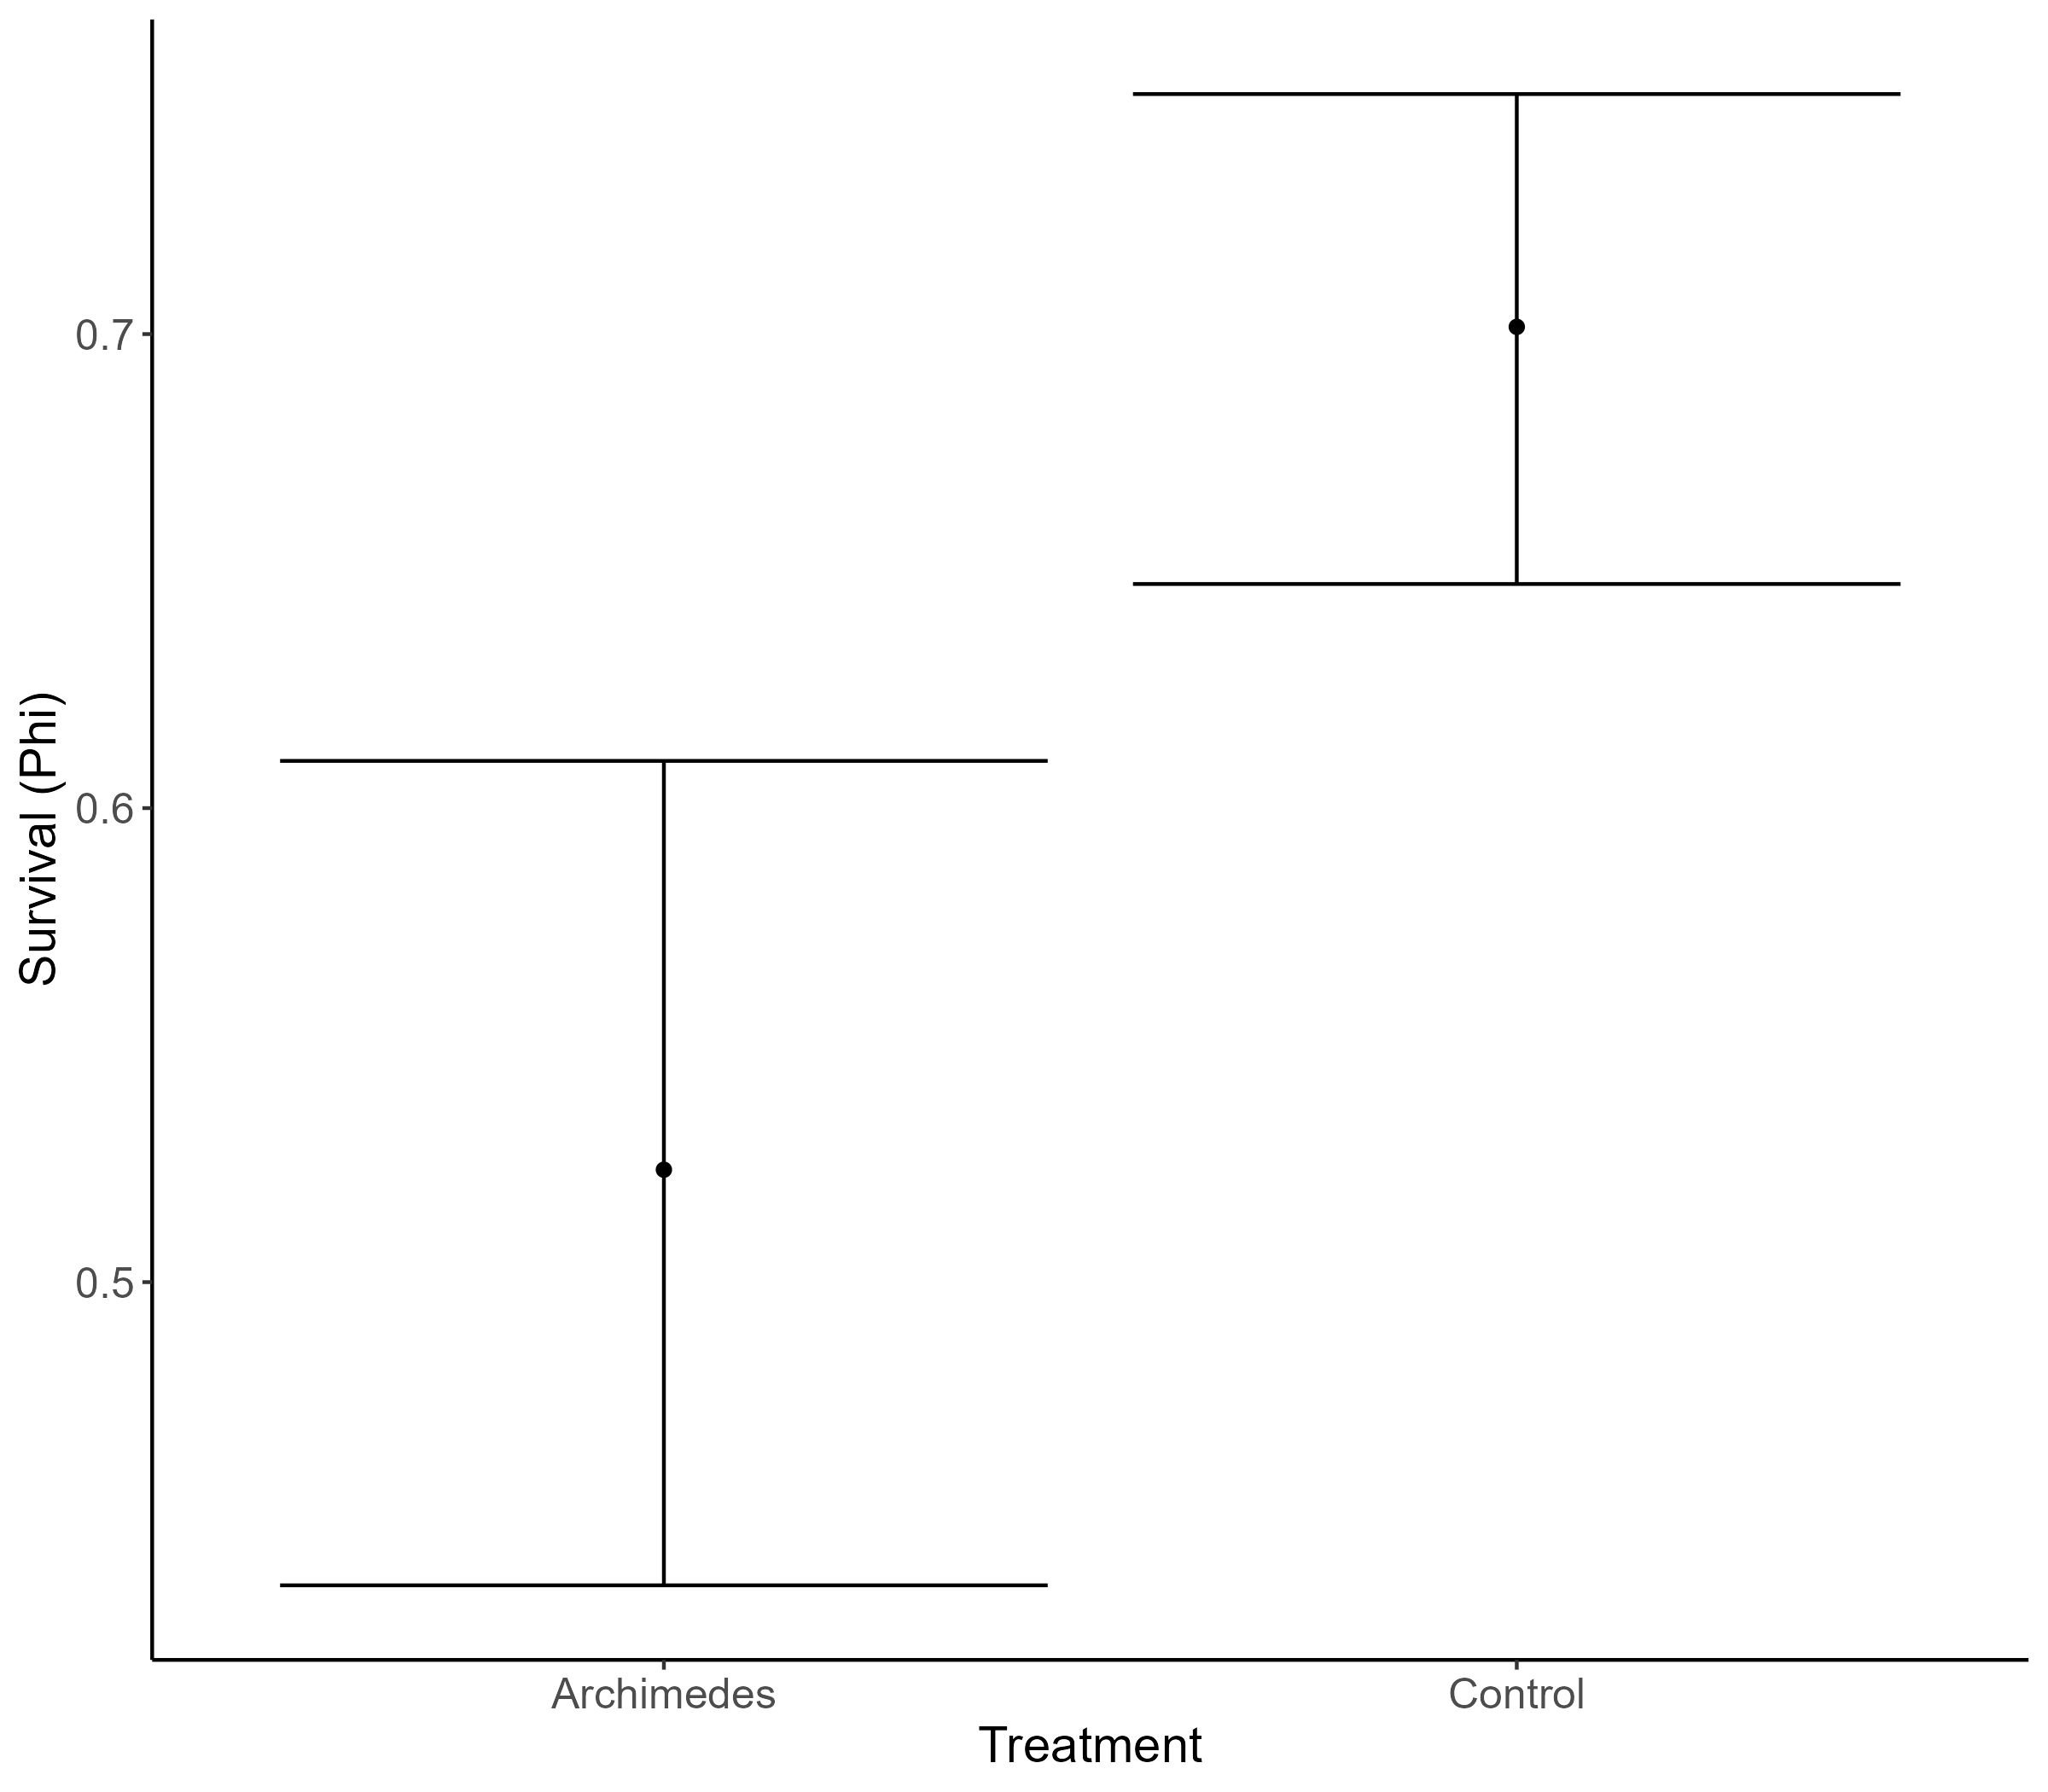 Survival (Phi)
0.7
0.6
0.5
Archimedes
Control
Treatment